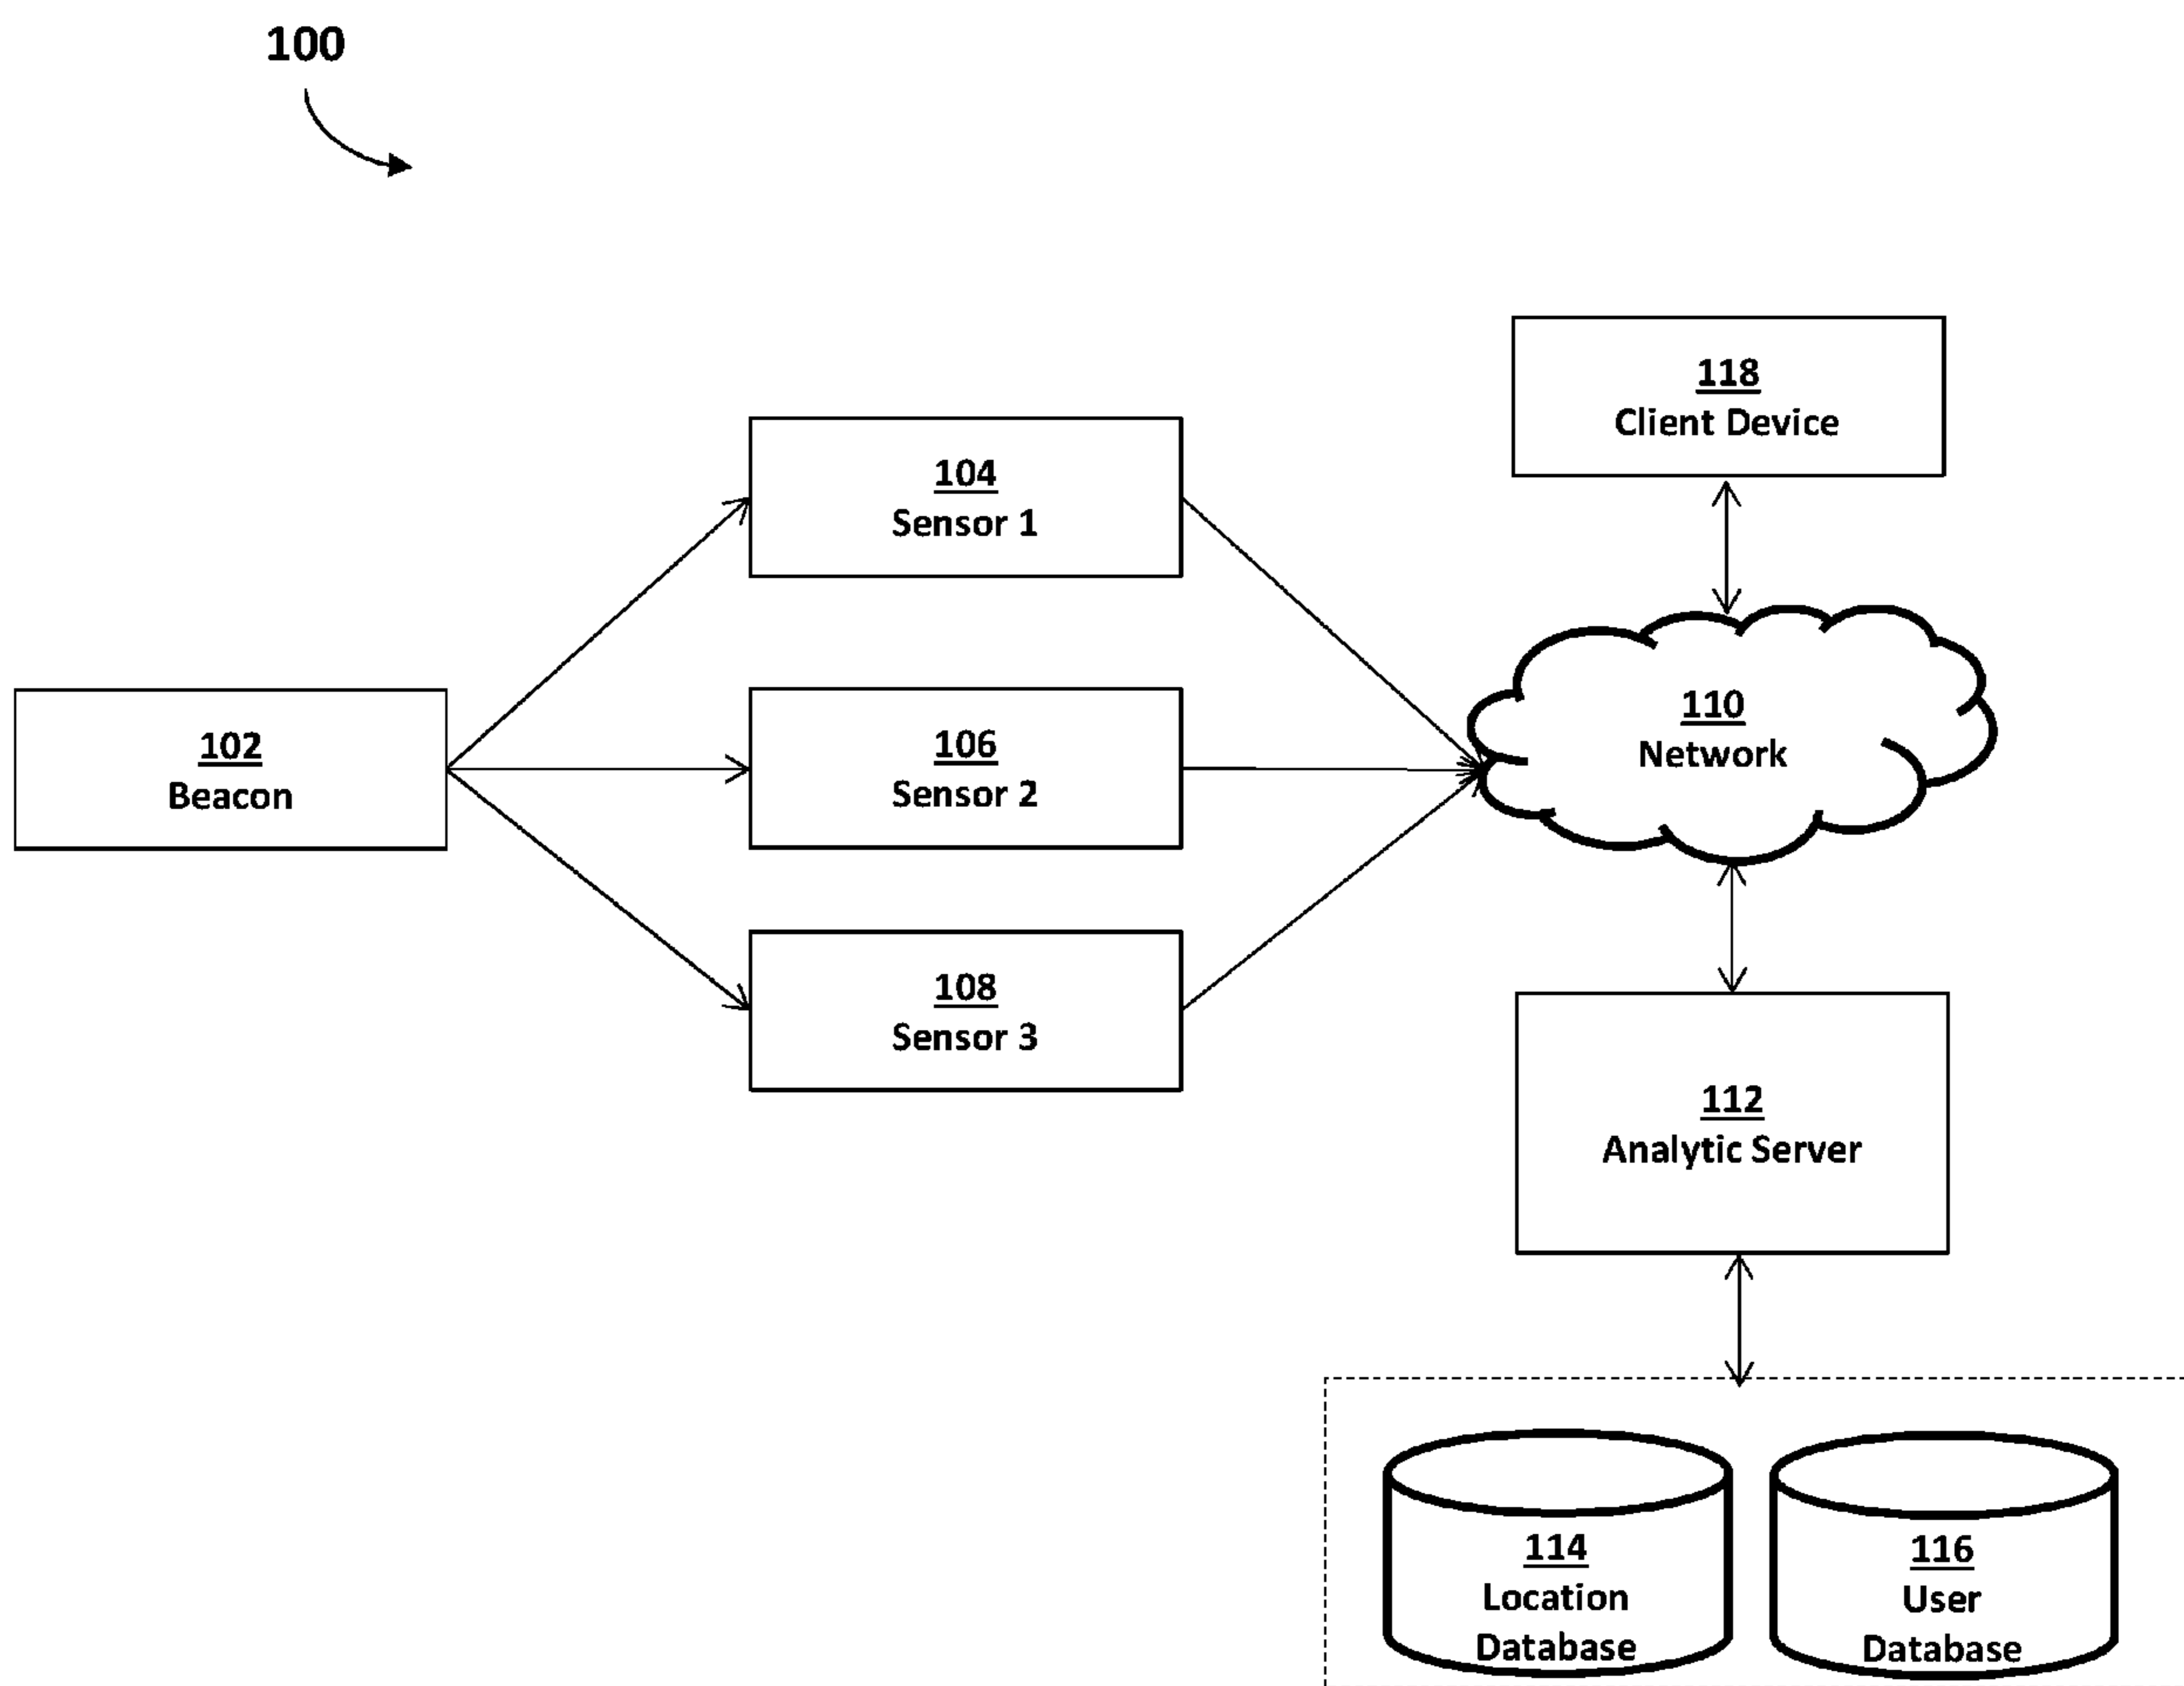 100
118
Client Device
104
Sensor 1
110
Network
102
Beacon
106
Sensor 2
108
Sensor 3
112
Analytic Server
114
Location
Database
116
User
Database